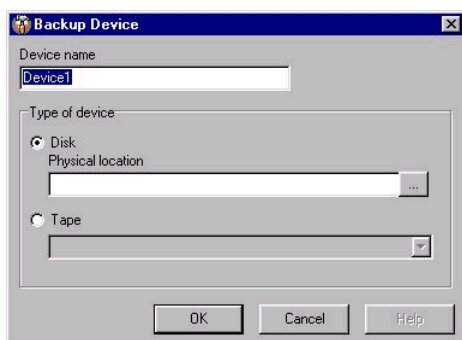 Backup Device
Device name
Device1
Type of device
Disk
Physical location
...
Tape
OK Cancel Help